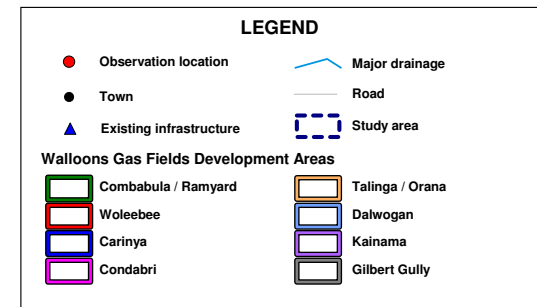 LEGEND
Observation location
Major drainage
Town
Road
Existing infrastructure
Study area
Walloons Gas Fields Development Areas
Combabula / Ramyard
Talinga / Orana
Woleebee
Dalwogan
Carinya
Kainama
Condabri
Gilbert Gully